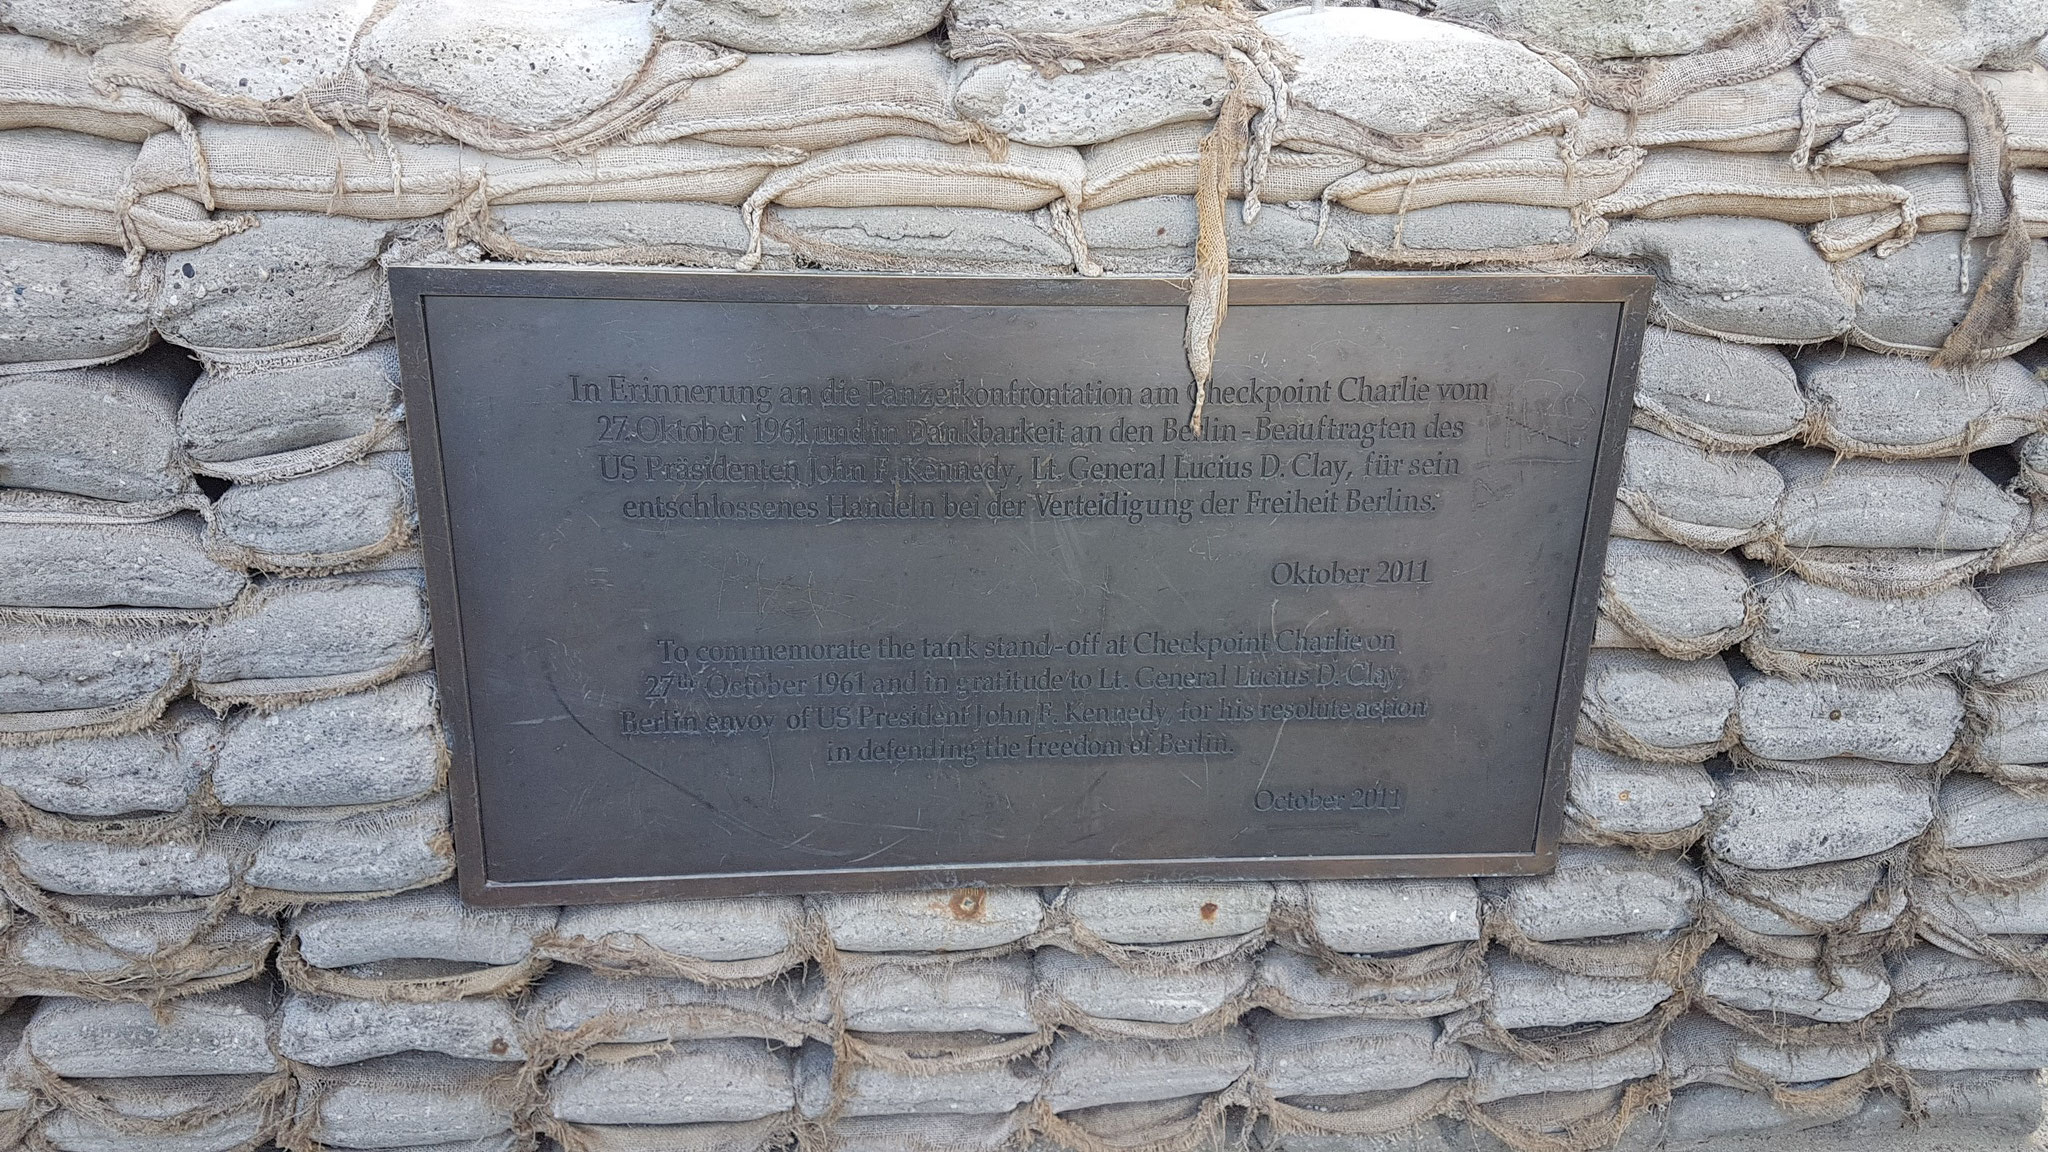 In Erinnerung an die Panzerkonfrontation am Checkpoint Charlie vom
27. Oktober 1961 und in Dankbarkeit an den Berlin-Beauftragten des
US Präsidenten John F. Kennedy, Lt. General Lucius D. Clay, für sein
entschlossenes Handeln bei der Verteidigung der Freiheit Berlins.
Oktober 2011
To commemorate the tank stand-off at Checkpoint Charlie on
27th October 1961 and in gratitude to Lt. General Lucius D. Clay,
Berlin envoy of US President John F. Kennedy, for his resolute action
in defending the freedom of Berlin.
October 2011